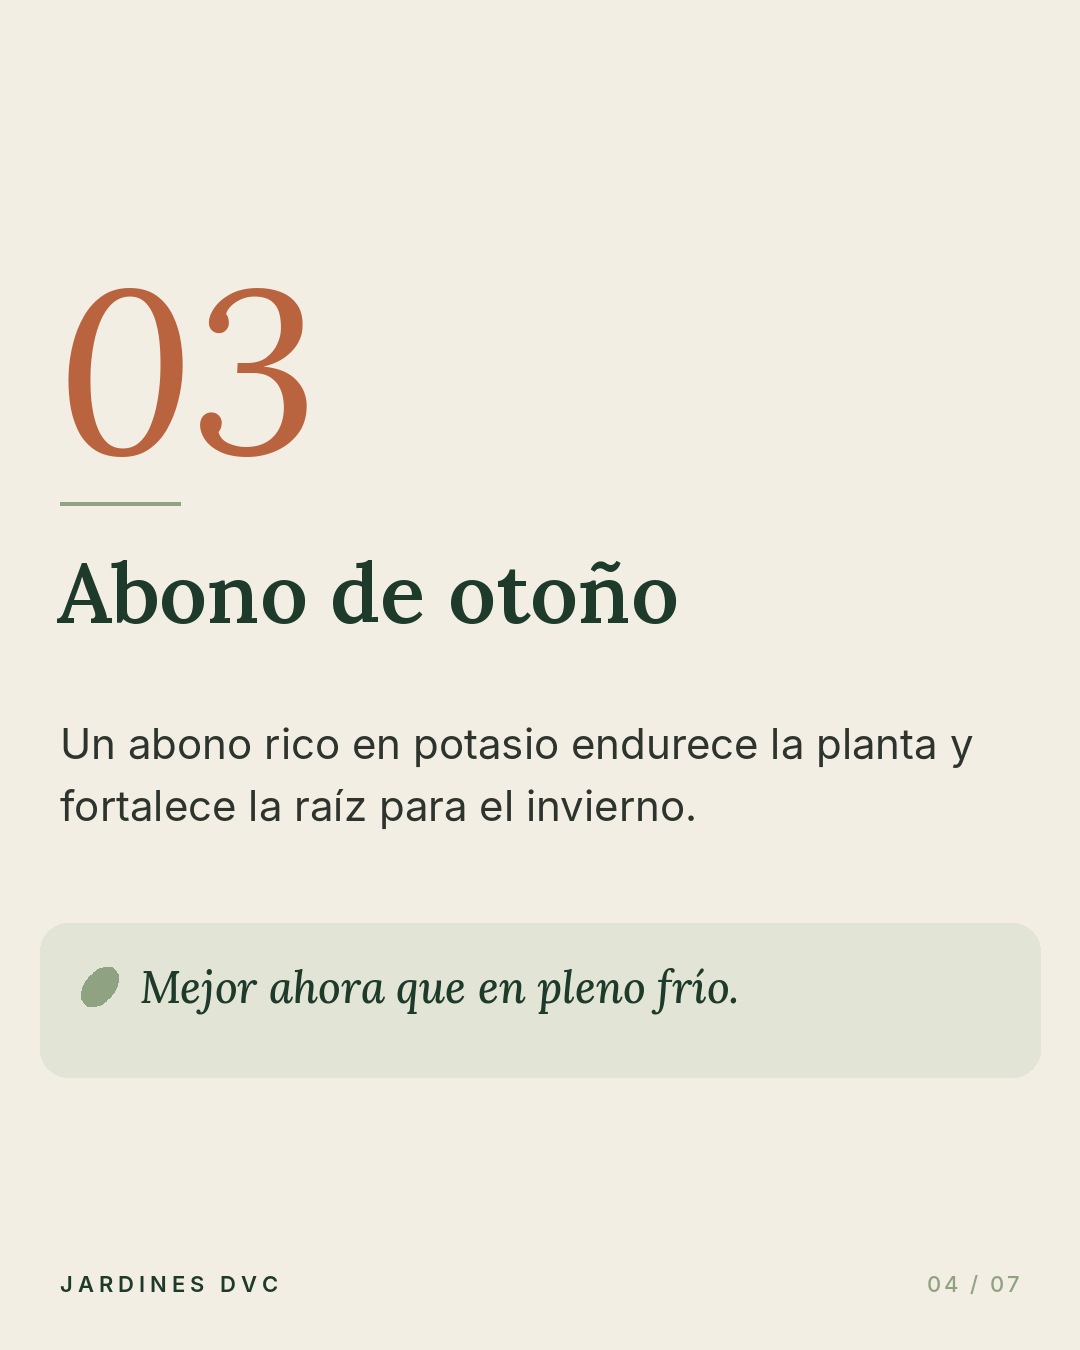 03
Abono de otoño
Un abono rico en potasio endurece la planta y
fortalece la raíz para el invierno.
Mejor ahora que en pleno frío.
JARDINES DVC
04 / 07